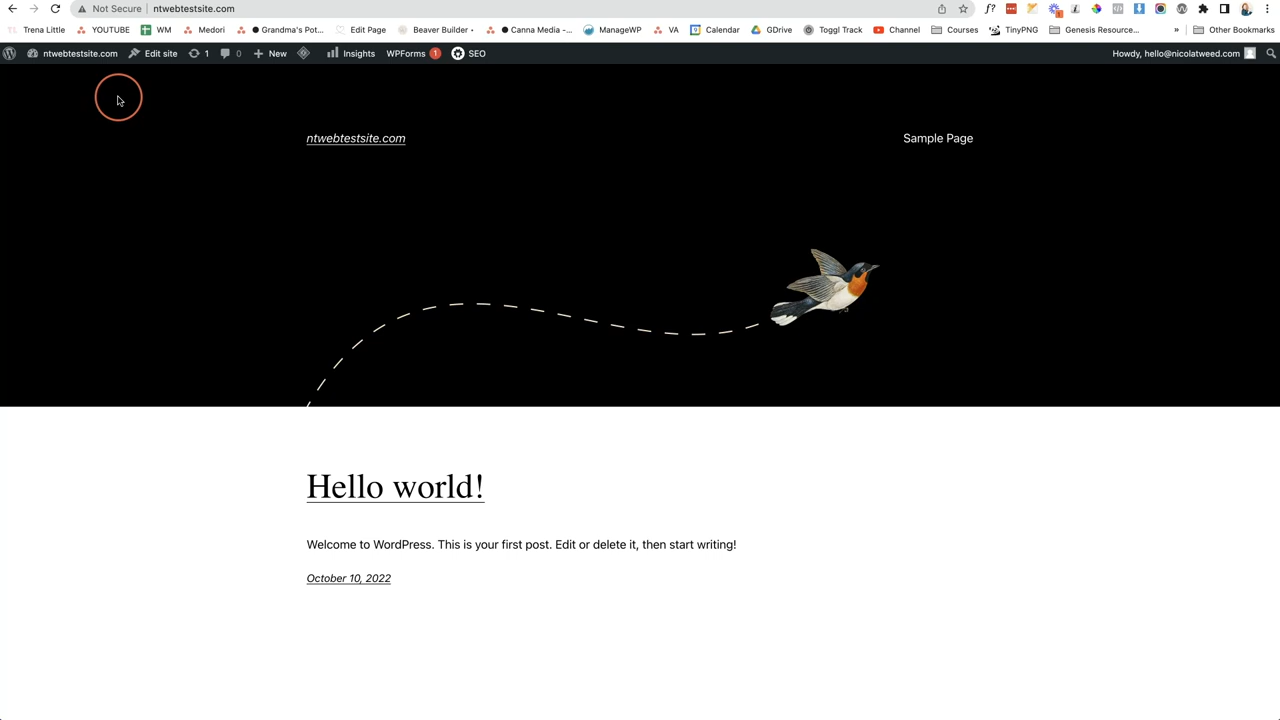 Not Secure ntwebtestsite.com
Trena Little YOUTUBE WM Medori Grandma's Pot... Edit Page Beaver Builder • Canna Media -... ManageWP VA Calendar GDrive Toggl Track Channel Courses TinyPNG Genesis Resource... » Other Bookmarks
ntwebtestsite.com Edit site 1 0 + New Insights WPForms 1 SEO Howdy, hello@nicolatweed.com
ntwebtestsite.com Sample Page
Hello world!
Welcome to WordPress. This is your first post. Edit or delete it, then start writing!
October 10, 2022